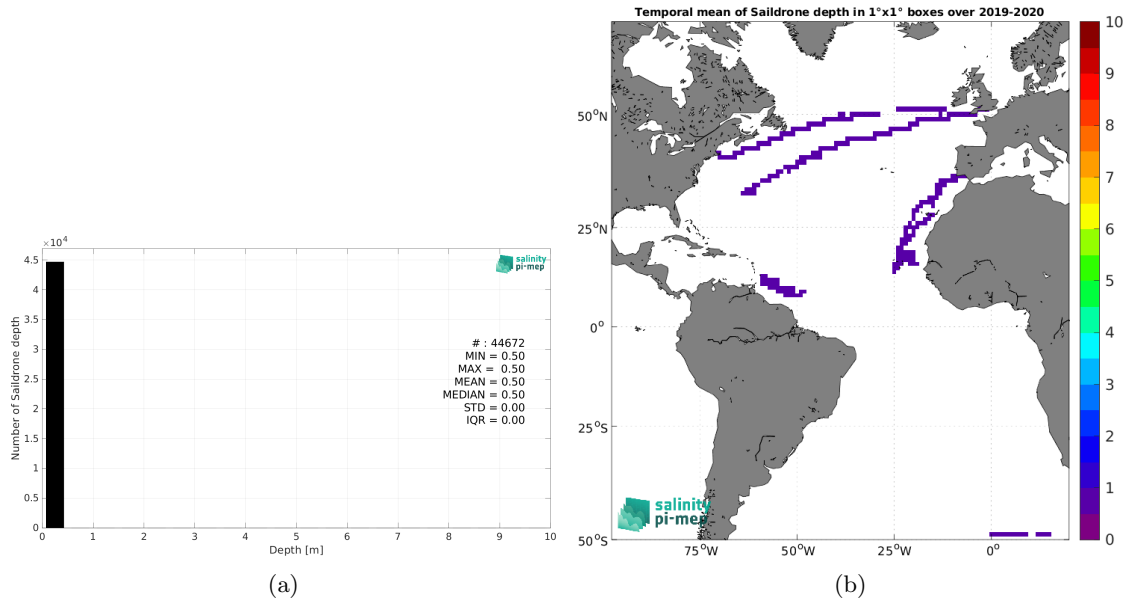 ×10⁴
4.5
4
3.5
3
2.5
2
1.5
1
0.5
0
Number of Saildrone depth
salinity
pi-mep
# : 44672
MIN = 0.50
MAX = 0.50
MEAN = 0.50
MEDIAN = 0.50
STD = 0.00
IQR = 0.00
0 1 2 3 4 5 6 7 8 9 10
Depth [m]
(a)
Temporal mean of Saildrone depth in 1°x1° boxes over 2019-2020
50°N
25°N
0°
25°S
50°S
salinity
pi-mep
75°W 50°W 25°W 0°
10
9
8
7
6
5
4
3
2
1
0
(b)